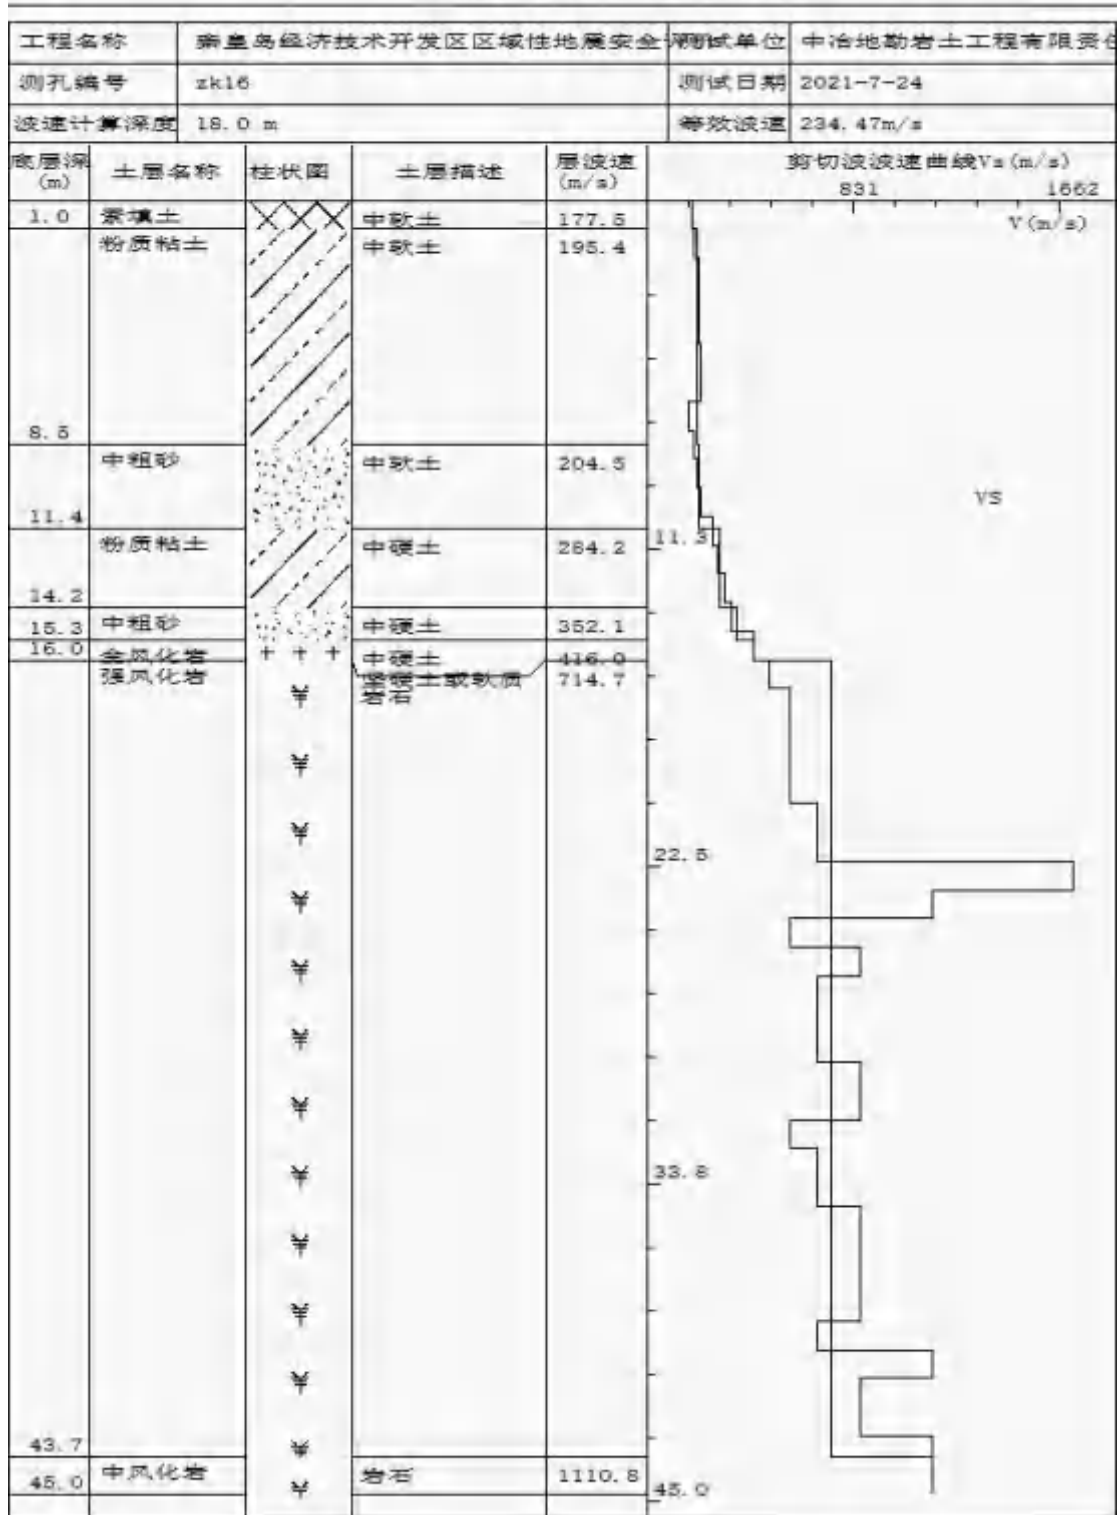 工程名称 秦皇岛经济技术开发区区域性地震安全 测试单位 中冶地勘岩土工程有限责任
测孔编号 zk16 测试日期 2021-7-24
波速计算深度 18.0 m 等效波速 234.47m/s
底层深(m) 土层名称 柱状图 土层描述 层波速(m/s) 剪切波波速曲线Vs(m/s)
831 1662
V(m/s)
1.0 素填土 中软土 177.5
8.5 粉质粘土 中软土 195.4
11.4 中粗砂 中软土 204.5
VS
14.2 粉质粘土 中硬土 284.2
11.3
15.3 中粗砂 中硬土 352.1
16.0 全风化岩 中硬土 416.0
强风化岩 坚硬土或软质岩石 714.7
22.5
33.8
43.7
45.0 中风化岩 岩石 1110.8
45.0